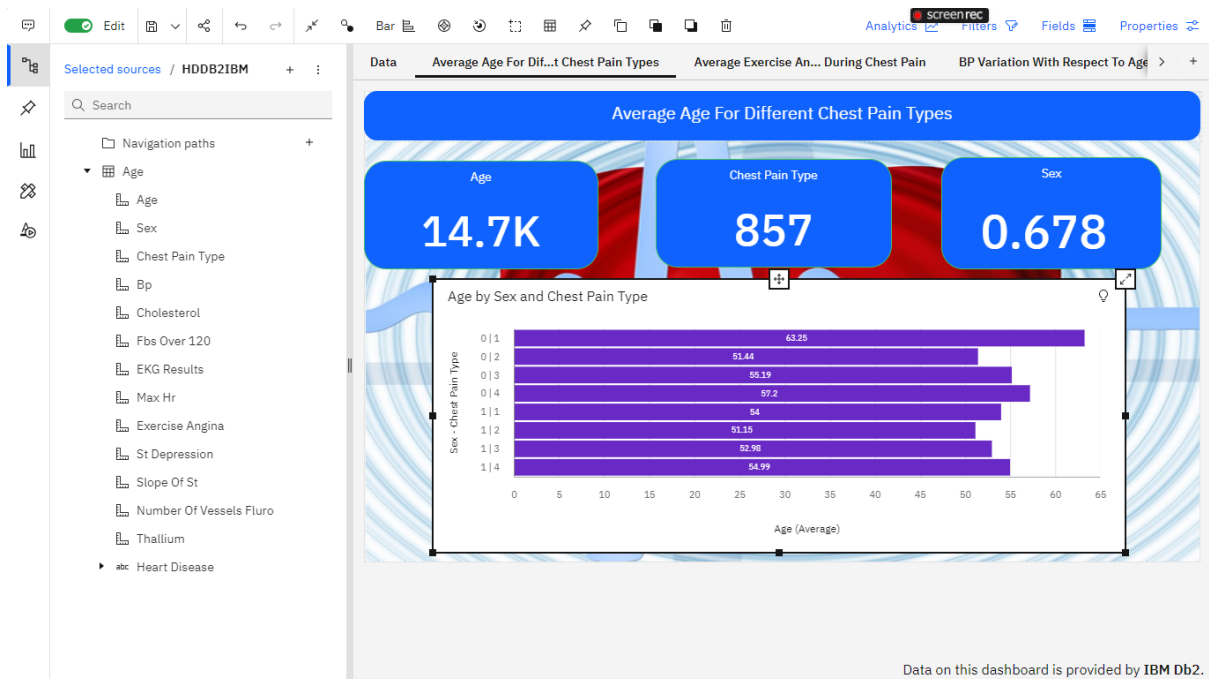 Edit
Bar
screenrec
Analytics
Filters
Fields
Properties
Selected sources / HDDB2IBM
Search
Navigation paths
Age
Age
Sex
Chest Pain Type
Bp
Cholesterol
Fbs Over 120
EKG Results
Max Hr
Exercise Angina
St Depression
Slope Of St
Number Of Vessels Fluro
Thallium
abc Heart Disease
Data
Average Age For Dif...t Chest Pain Types
Average Exercise An... During Chest Pain
BP Variation With Respect To Age
Average Age For Different Chest Pain Types
Age
14.7K
Chest Pain Type
857
Sex
0.678
Age by Sex and Chest Pain Type
Sex - Chest Pain Type
0|1 63.25
0|2 51.44
0|3 55.19
0|4 57.2
1|1 54
1|2 51.15
1|3 52.98
1|4 54.99
0 5 10 15 20 25 30 35 40 45 50 55 60 65
Age (Average)
Data on this dashboard is provided by IBM Db2.